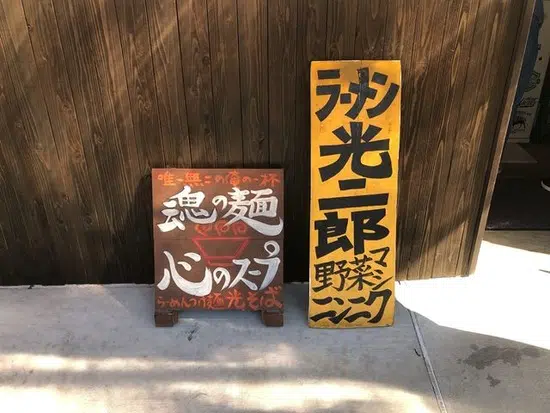 唯一無二の俺の一杯
魂の麺
心のスープ
らーめんつけ麺光そば
ラーメン
光二郎
野菜マシ
ニンニク